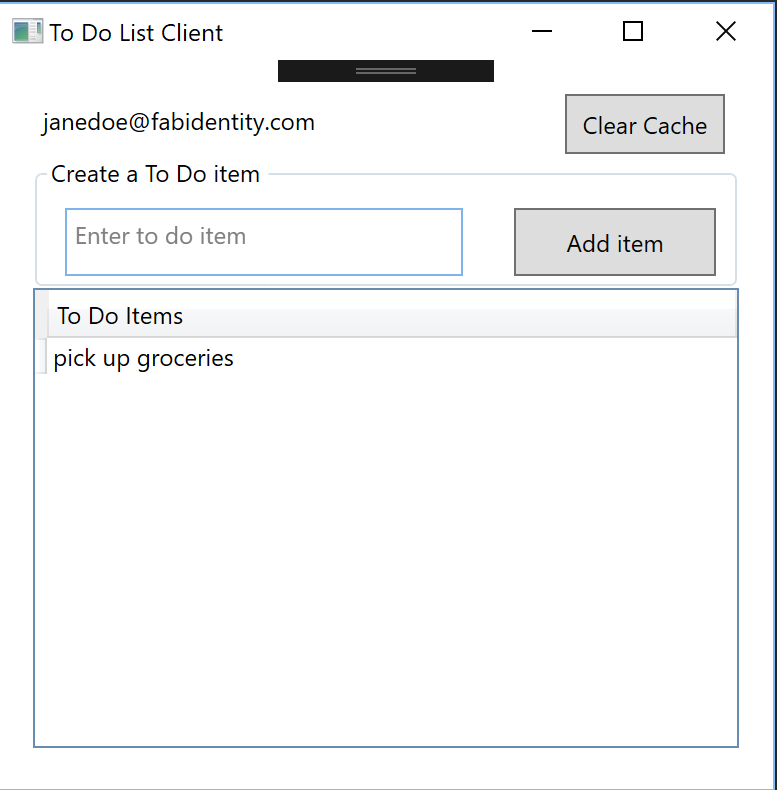 To Do List Client
janedoe@fabidentity.com
Clear Cache
Create a To Do item
Enter to do item
Add item
To Do Items
pick up groceries